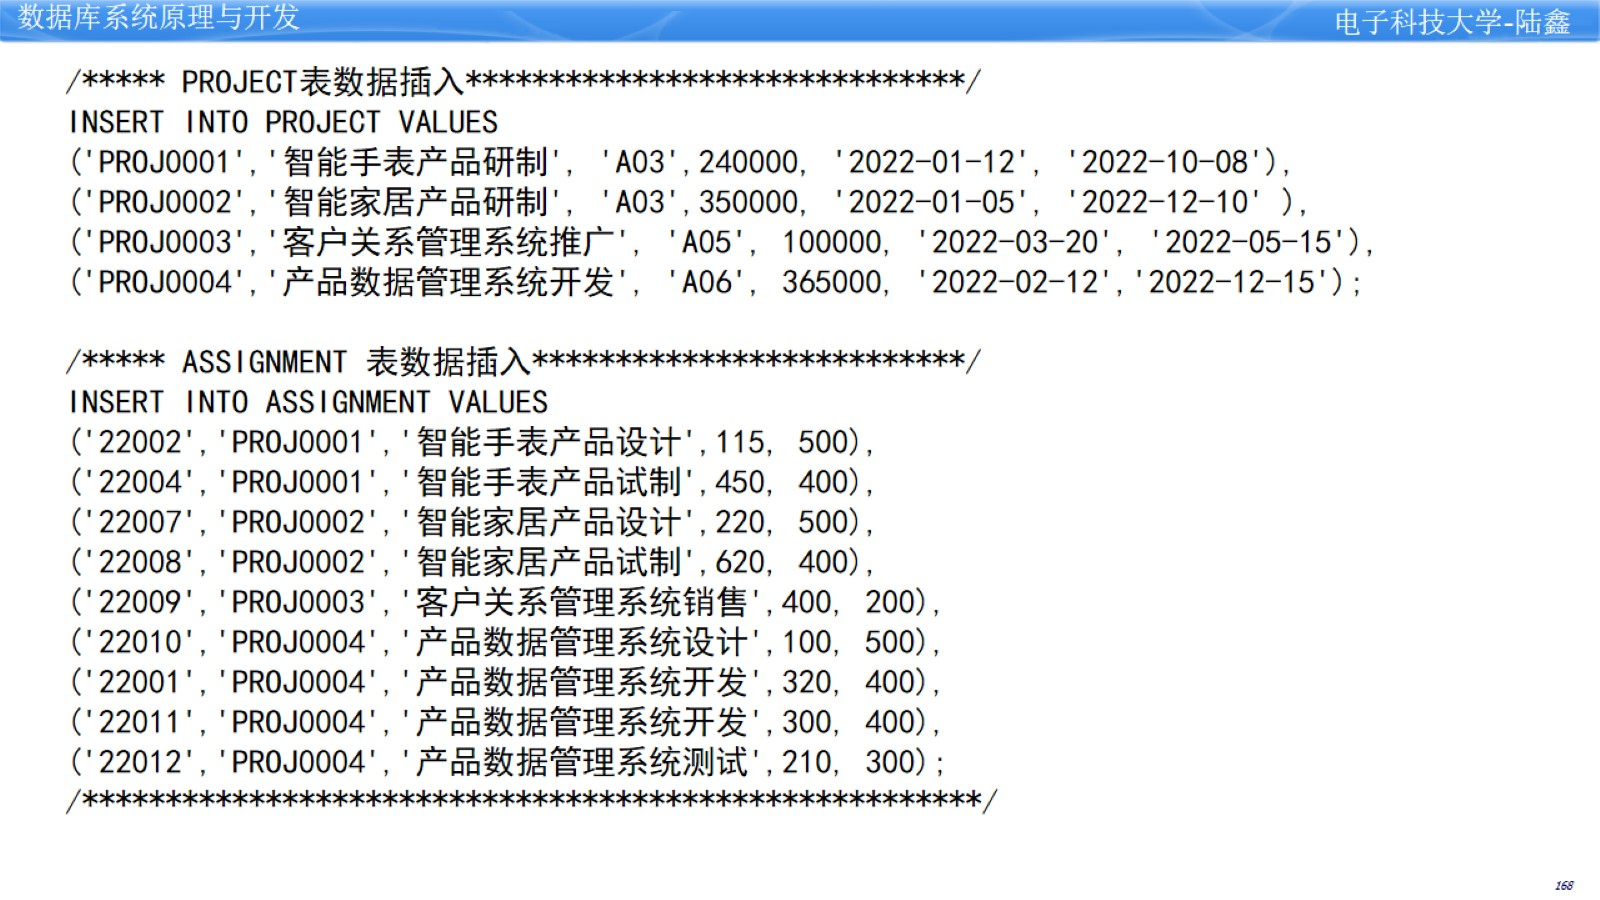 数据库系统原理与开发
电子科技大学-陆鑫
/***** PROJECT表数据插入******************************/
INSERT INTO PROJECT VALUES
('PROJ0001','智能手表产品研制', 'A03',240000, '2022-01-12', '2022-10-08'),
('PROJ0002','智能家居产品研制', 'A03',350000, '2022-01-05', '2022-12-10' ),
('PROJ0003','客户关系管理系统推广', 'A05', 100000, '2022-03-20', '2022-05-15'),
('PROJ0004','产品数据管理系统开发', 'A06', 365000, '2022-02-12','2022-12-15');
/***** ASSIGNMENT 表数据插入**************************/
INSERT INTO ASSIGNMENT VALUES
('22002','PROJ0001','智能手表产品设计',115, 500),
('22004','PROJ0001','智能手表产品试制',450, 400),
('22007','PROJ0002','智能家居产品设计',220, 500),
('22008','PROJ0002','智能家居产品试制',620, 400),
('22009','PROJ0003','客户关系管理系统销售',400, 200),
('22010','PROJ0004','产品数据管理系统设计',100, 500),
('22001','PROJ0004','产品数据管理系统开发',320, 400),
('22011','PROJ0004','产品数据管理系统开发',300, 400),
('22012','PROJ0004','产品数据管理系统测试',210, 300);
/******************************************************/
168